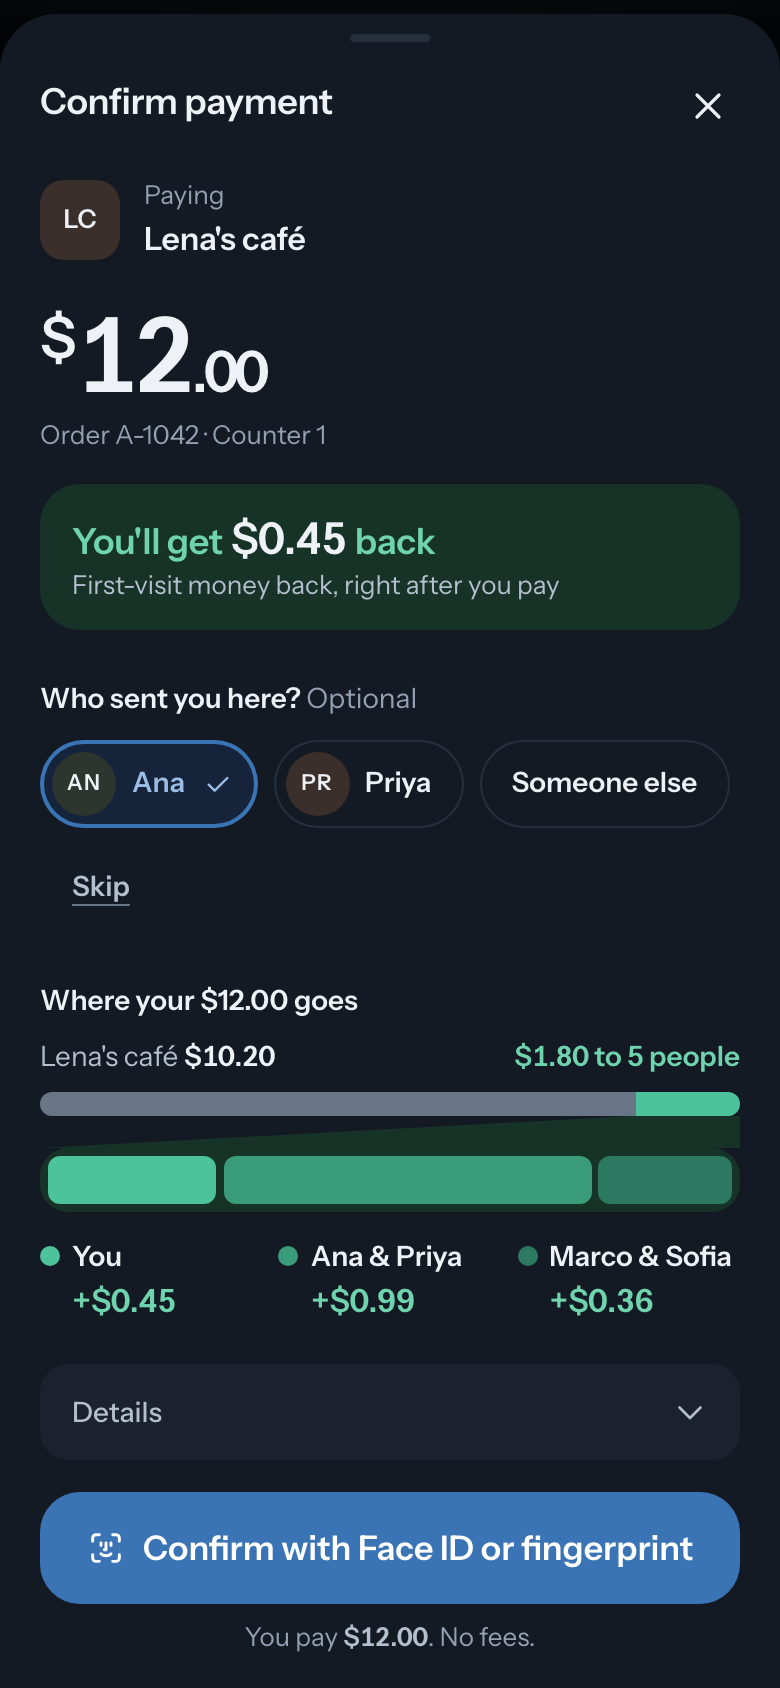 Confirm payment
LC
Paying
Lena's café
$12.00
Order A-1042 · Counter 1
You'll get $0.45 back
First-visit money back, right after you pay
Who sent you here? Optional
AN Ana
PR Priya
Someone else
Skip
Where your $12.00 goes
Lena's café $10.20
$1.80 to 5 people
You
+$0.45
Ana & Priya
+$0.99
Marco & Sofia
+$0.36
Details
Confirm with Face ID or fingerprint
You pay $12.00. No fees.